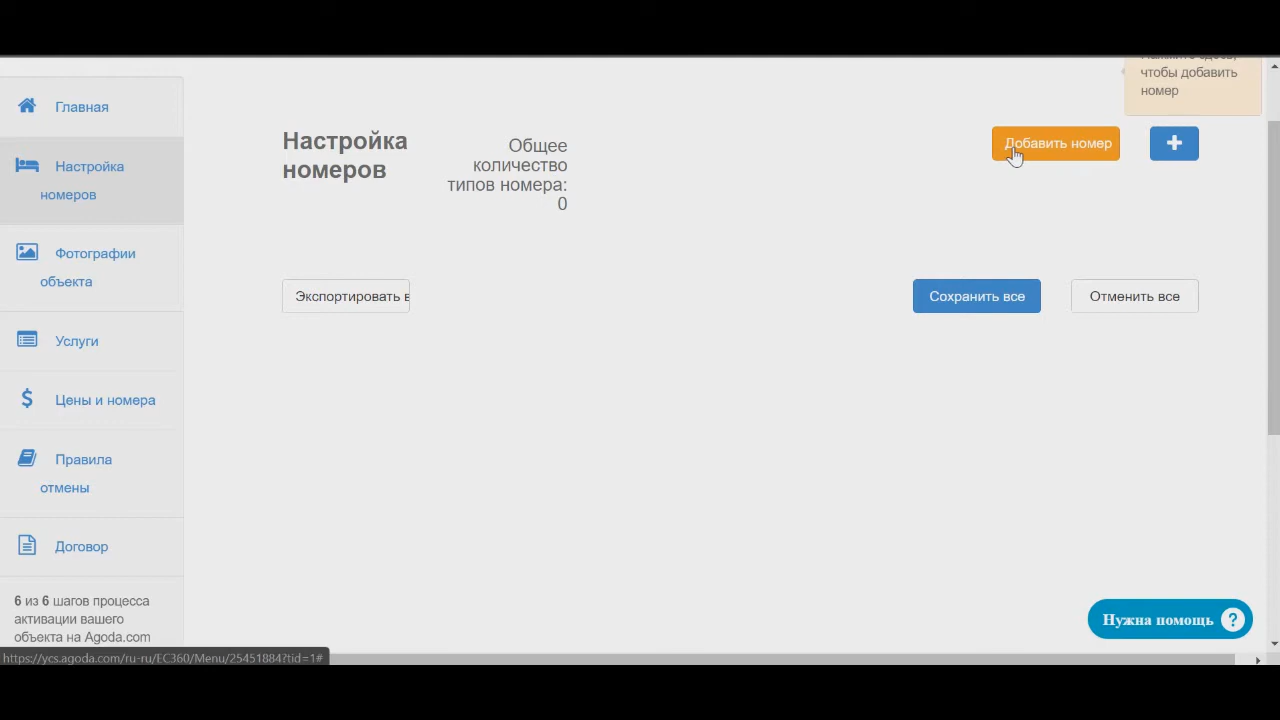 чтобы добавить
номер
Главная
Настройка
номеров
Фотографии
объекта
Услуги
Цены и номера
Правила
отмены
Договор
6 из 6 шагов процесса
активации вашего
объекта на Agoda.com
https://ycs.agoda.com/ru-ru/EC360/Menu/25451884?tid=1#
Настройка
номеров
Общее
количество
типов номера:
0
Добавить номер
Экспортировать в
Сохранить все
Отменить все
Нужна помощь ?